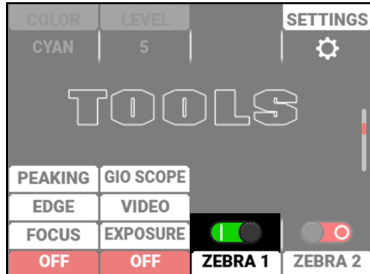 COLOR LEVEL SETTINGS
CYAN 5
TOOLS
PEAKING GIO SCOPE
EDGE VIDEO
FOCUS EXPOSURE
OFF OFF ZEBRA 1 ZEBRA 2